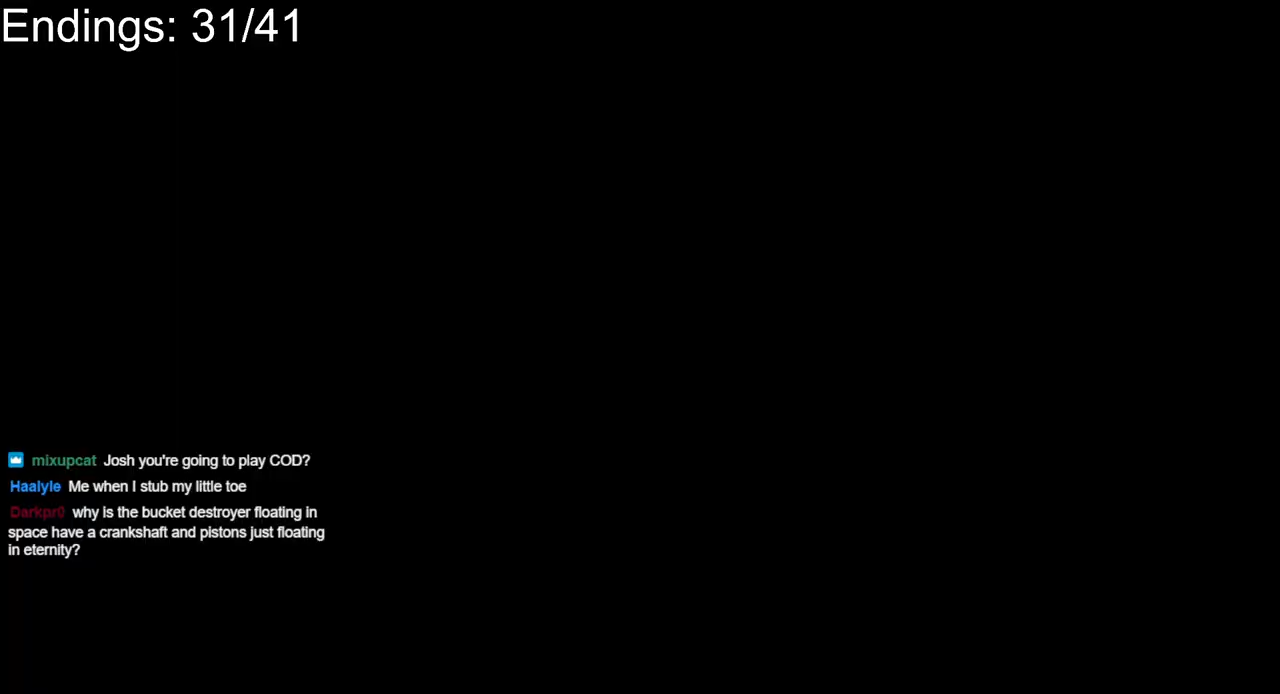 Endings: 31/41
mixupcat Josh you're going to play COD?
Haalyle Me when I stub my little toe
Darkpr0 why is the bucket destroyer floating in
space have a crankshaft and pistons just floating
in eternity?